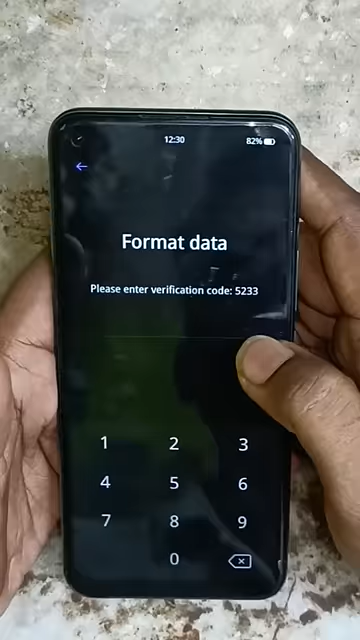 12:30
82%
Format data
Please enter verification code: 5233
1 2 3
4 5 6
7 8 9
0